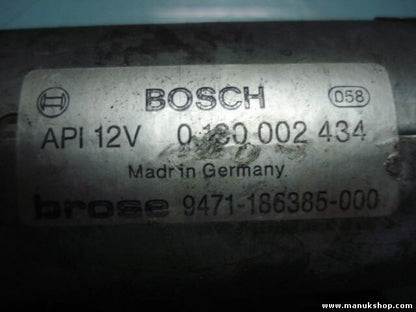 BOSCH 058
API 12V 0 130 002 434
Made in Germany.
brose 9471-186385-000
www.manukshop.com